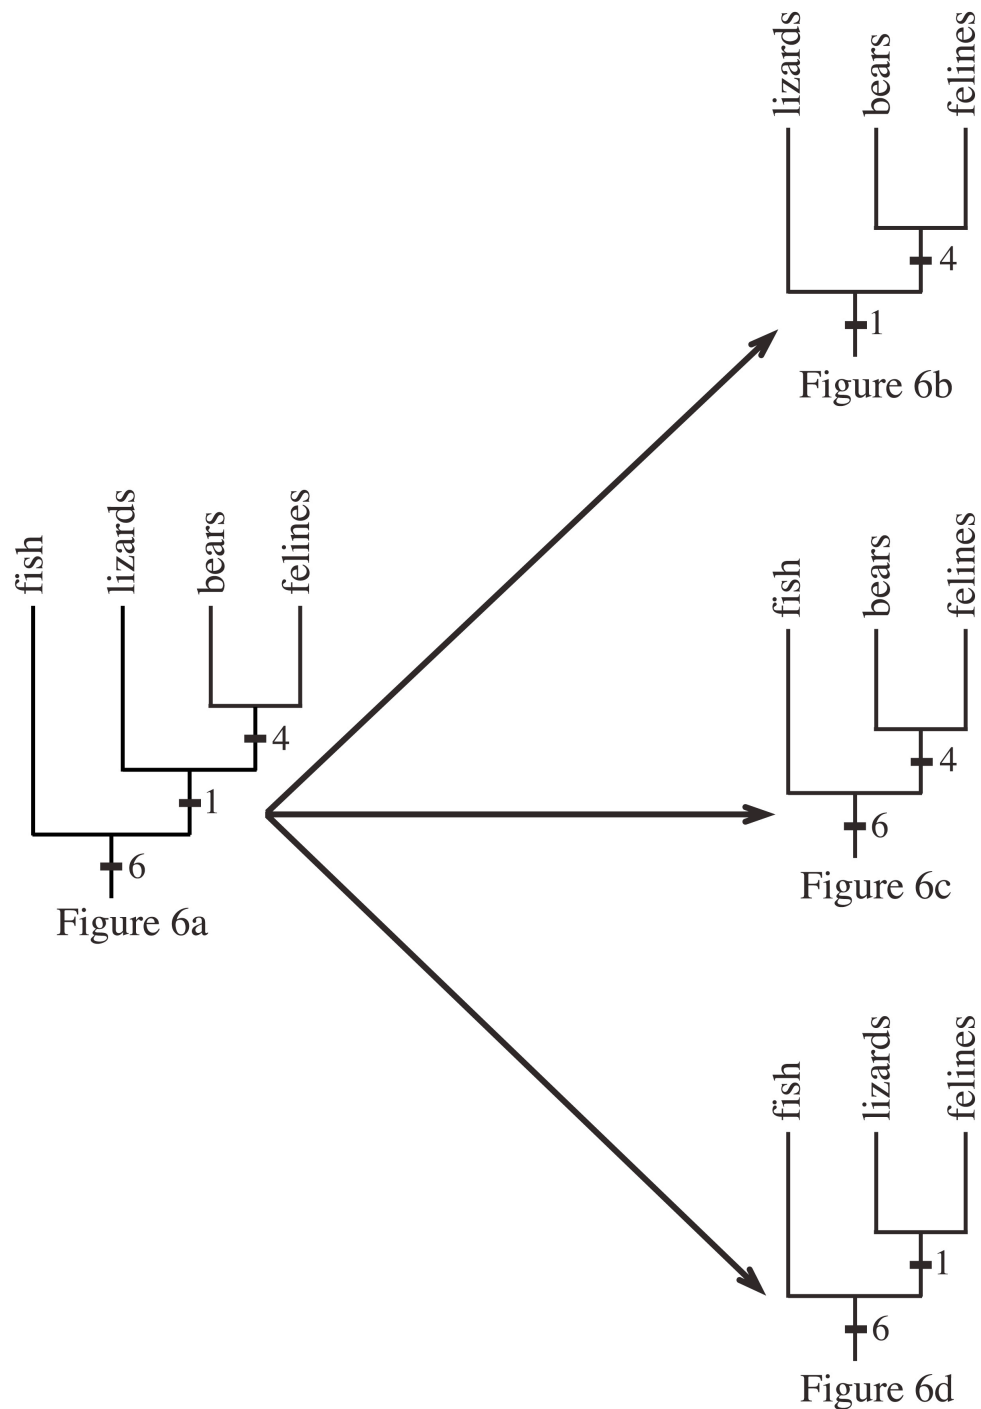 fish
lizards
bears
felines
4
1
6
Figure 6a
lizards
bears
felines
4
1
Figure 6b
fish
bears
felines
4
6
Figure 6c
fish
lizards
felines
1
6
Figure 6d